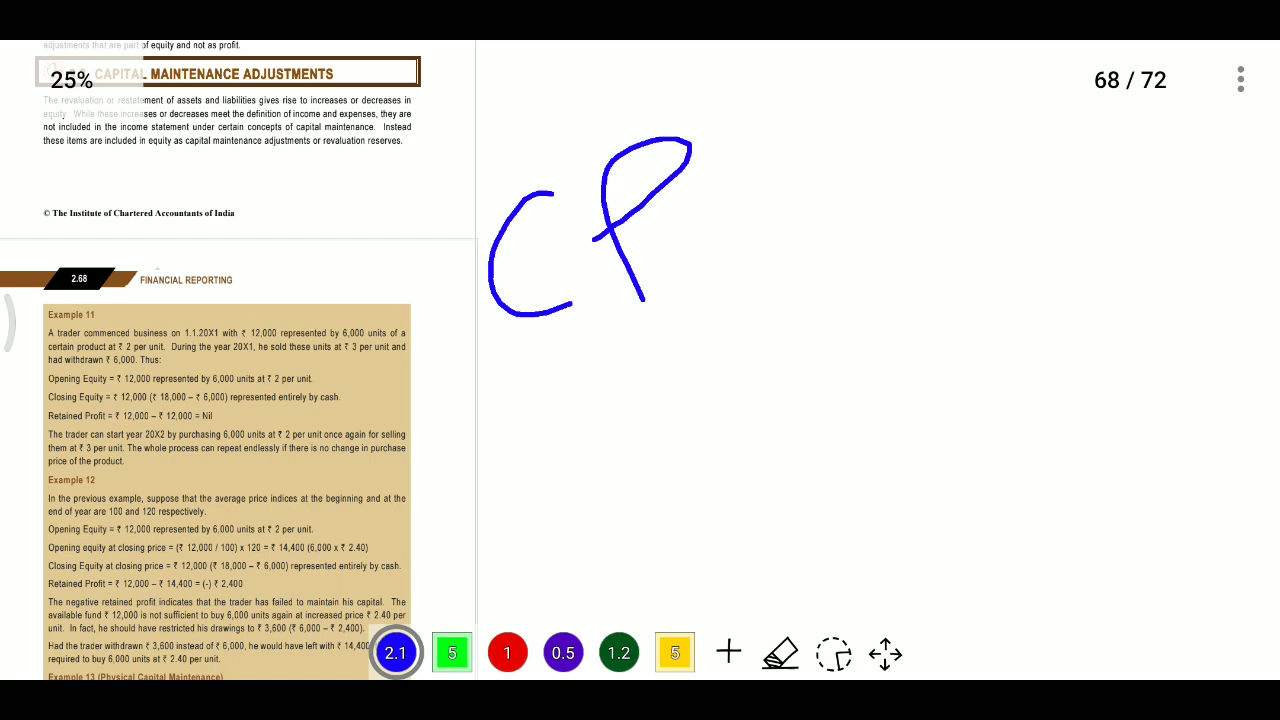 adjustments that are part of equity and not as profit.
25%
CAPITAL MAINTENANCE ADJUSTMENTS
68 / 72
The revaluation or restatement of assets and liabilities gives rise to increases or decreases in
equity. While these increases or decreases meet the definition of income and expenses, they are
not included in the income statement under certain concepts of capital maintenance. Instead
these items are included in equity as capital maintenance adjustments or revaluation reserves.
© The Institute of Chartered Accountants of India
CP
2.68
FINANCIAL REPORTING
Example 11
A trader commenced business on 1.1.20X1 with ₹ 12,000 represented by 6,000 units of a
certain product at ₹ 2 per unit. During the year 20X1, he sold these units at ₹ 3 per unit and
had withdrawn ₹ 6,000. Thus:
Opening Equity = ₹ 12,000 represented by 6,000 units at ₹ 2 per unit.
Closing Equity = ₹ 12,000 (₹ 18,000 – ₹ 6,000) represented entirely by cash.
Retained Profit = ₹ 12,000 – ₹ 12,000 = Nil
The trader can start year 20X2 by purchasing 6,000 units at ₹ 2 per unit once again for selling
them at ₹ 3 per unit. The whole process can repeat endlessly if there is no change in purchase
price of the product.
Example 12
In the previous example, suppose that the average price indices at the beginning and at the
end of year are 100 and 120 respectively.
Opening Equity = ₹ 12,000 represented by 6,000 units at ₹ 2 per unit.
Opening equity at closing price = (₹ 12,000 / 100) x 120 = ₹ 14,400 (6,000 x ₹ 2.40)
Closing Equity at closing price = ₹ 12,000 (₹ 18,000 – ₹ 6,000) represented entirely by cash.
Retained Profit = ₹ 12,000 – ₹ 14,400 = (-) ₹ 2,400
The negative retained profit indicates that the trader has failed to maintain his capital. The
available fund ₹ 12,000 is not sufficient to buy 6,000 units again at increased price ₹ 2.40 per
unit. In fact, he should have restricted his drawings to ₹ 3,600 (₹ 6,000 – ₹ 2,400).
Had the trader withdrawn ₹ 3,600 instead of ₹ 6,000, he would have left with ₹ 14,400
required to buy 6,000 units at ₹ 2.40 per unit.
Example 13 (Physical Capital Maintenance)
2.1 5 1 0.5 1.2 5